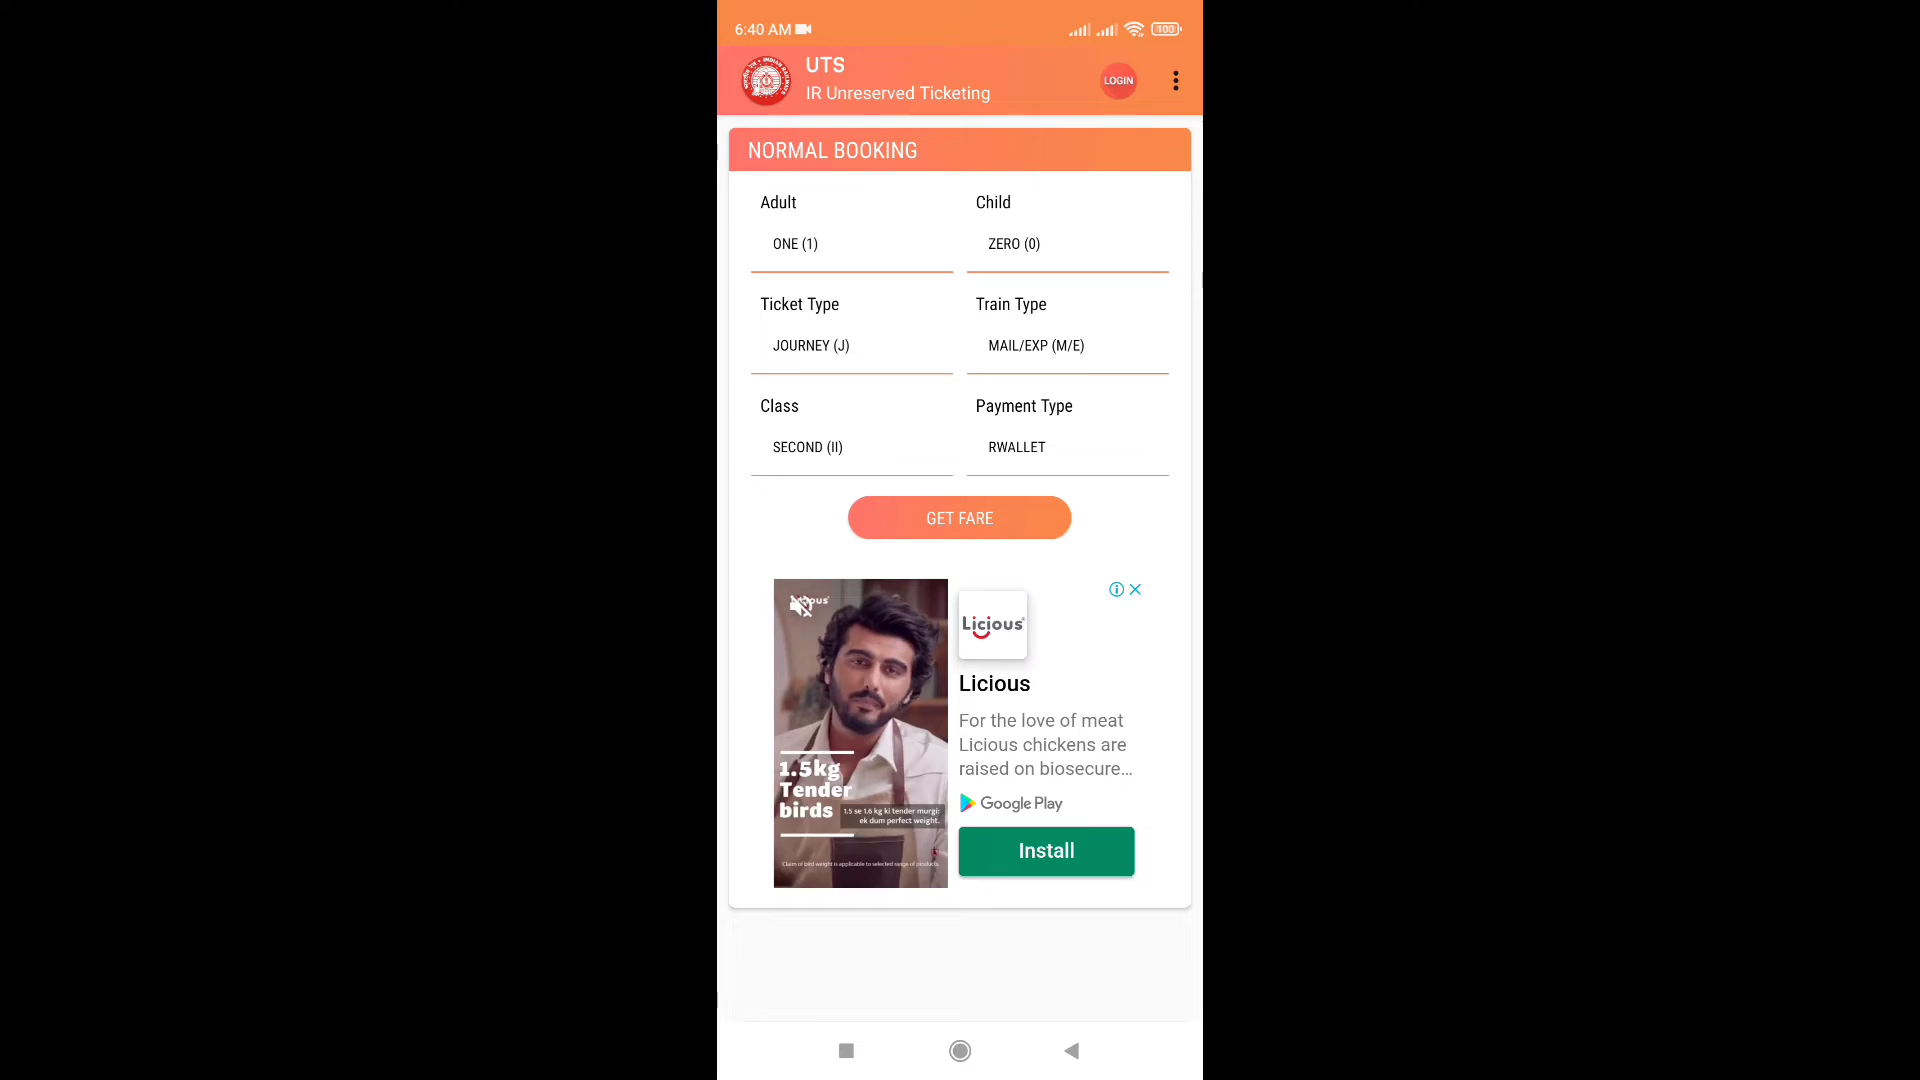 6:40 AM
100
UTS
IR Unreserved Ticketing
LOGIN
NORMAL BOOKING
Adult
Child
ONE (1)
ZERO (0)
Ticket Type
Train Type
JOURNEY (J)
MAIL/EXP (M/E)
Class
Payment Type
SECOND (II)
RWALLET
GET FARE
Licious
Licious
For the love of meat
Licious chickens are
raised on biosecure...
Google Play
Install
1.5kg
Tender
birds
1.5 se 1.6 kg ki tender murgi:
ek dum perfect weight.
Claim of bird weight is applicable to selected range of products